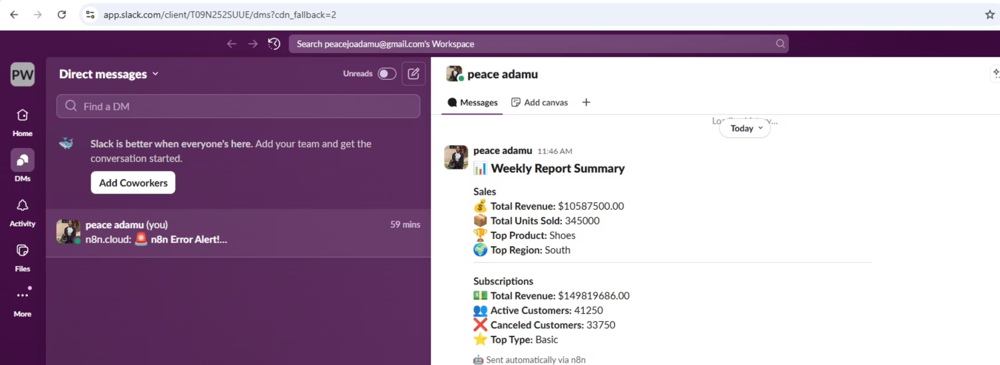 app.slack.com/client/T09N252SUUE/dms?cdn_fallback=2
Search peacejoadamu@gmail.com's Workspace
PW
Home
DMs
Activity
Files
More
Direct messages
Unreads
Find a DM
Slack is better when everyone's here. Add your team and get the
conversation started.
Add Coworkers
peace adamu (you)
59 mins
n8n.cloud: 🚨 n8n Error Alert!...
peace adamu
Messages
Add canvas
Today
peace adamu 11:46 AM
📊 Weekly Report Summary
Sales
💰 Total Revenue: $10587500.00
📦 Total Units Sold: 345000
🏆 Top Product: Shoes
🌍 Top Region: South
Subscriptions
💵 Total Revenue: $149819686.00
👥 Active Customers: 41250
❌ Canceled Customers: 33750
⭐ Top Type: Basic
🤖 Sent automatically via n8n